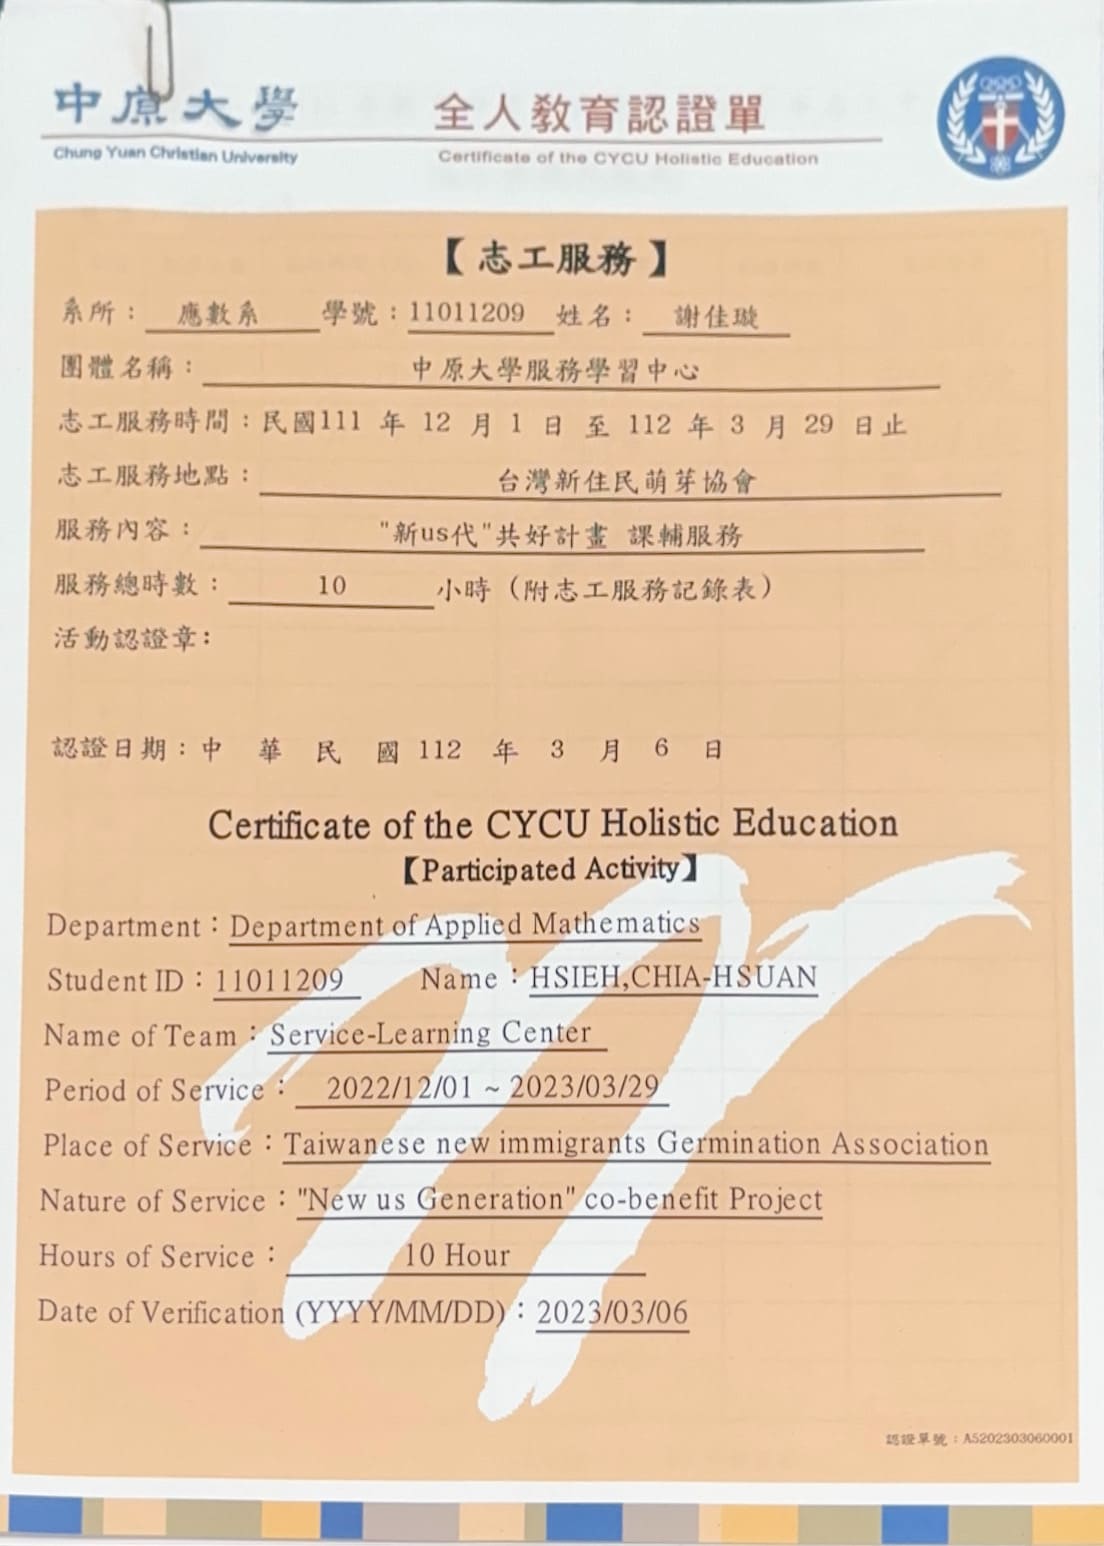 中原大學 全人教育認證單
Chung Yuan Christian University Certificate of the CYCU Holistic Education
【志工服務】
系所：應數系 學號：11011209 姓名：謝佳璇
團體名稱：中原大學服務學習中心
志工服務時間：民國111 年 12 月 1 日 至 112 年 3 月 29 日止
志工服務地點：台灣新住民萌芽協會
服務內容："新us代"共好計畫 課輔服務
服務總時數：10 小時（附志工服務記錄表）
活動認證章：
認證日期：中 華 民 國 112 年 3 月 6 日
Certificate of the CYCU Holistic Education
【Participated Activity】
Department：Department of Applied Mathematics
Student ID：11011209 Name：HSIEH,CHIA-HSUAN
Name of Team：Service-Learning Center
Period of Service：2022/12/01 ~ 2023/03/29
Place of Service：Taiwanese new immigrants Germination Association
Nature of Service："New us Generation" co-benefit Project
Hours of Service：10 Hour
Date of Verification (YYYY/MM/DD)：2023/03/06
認證單號：A5202303060001